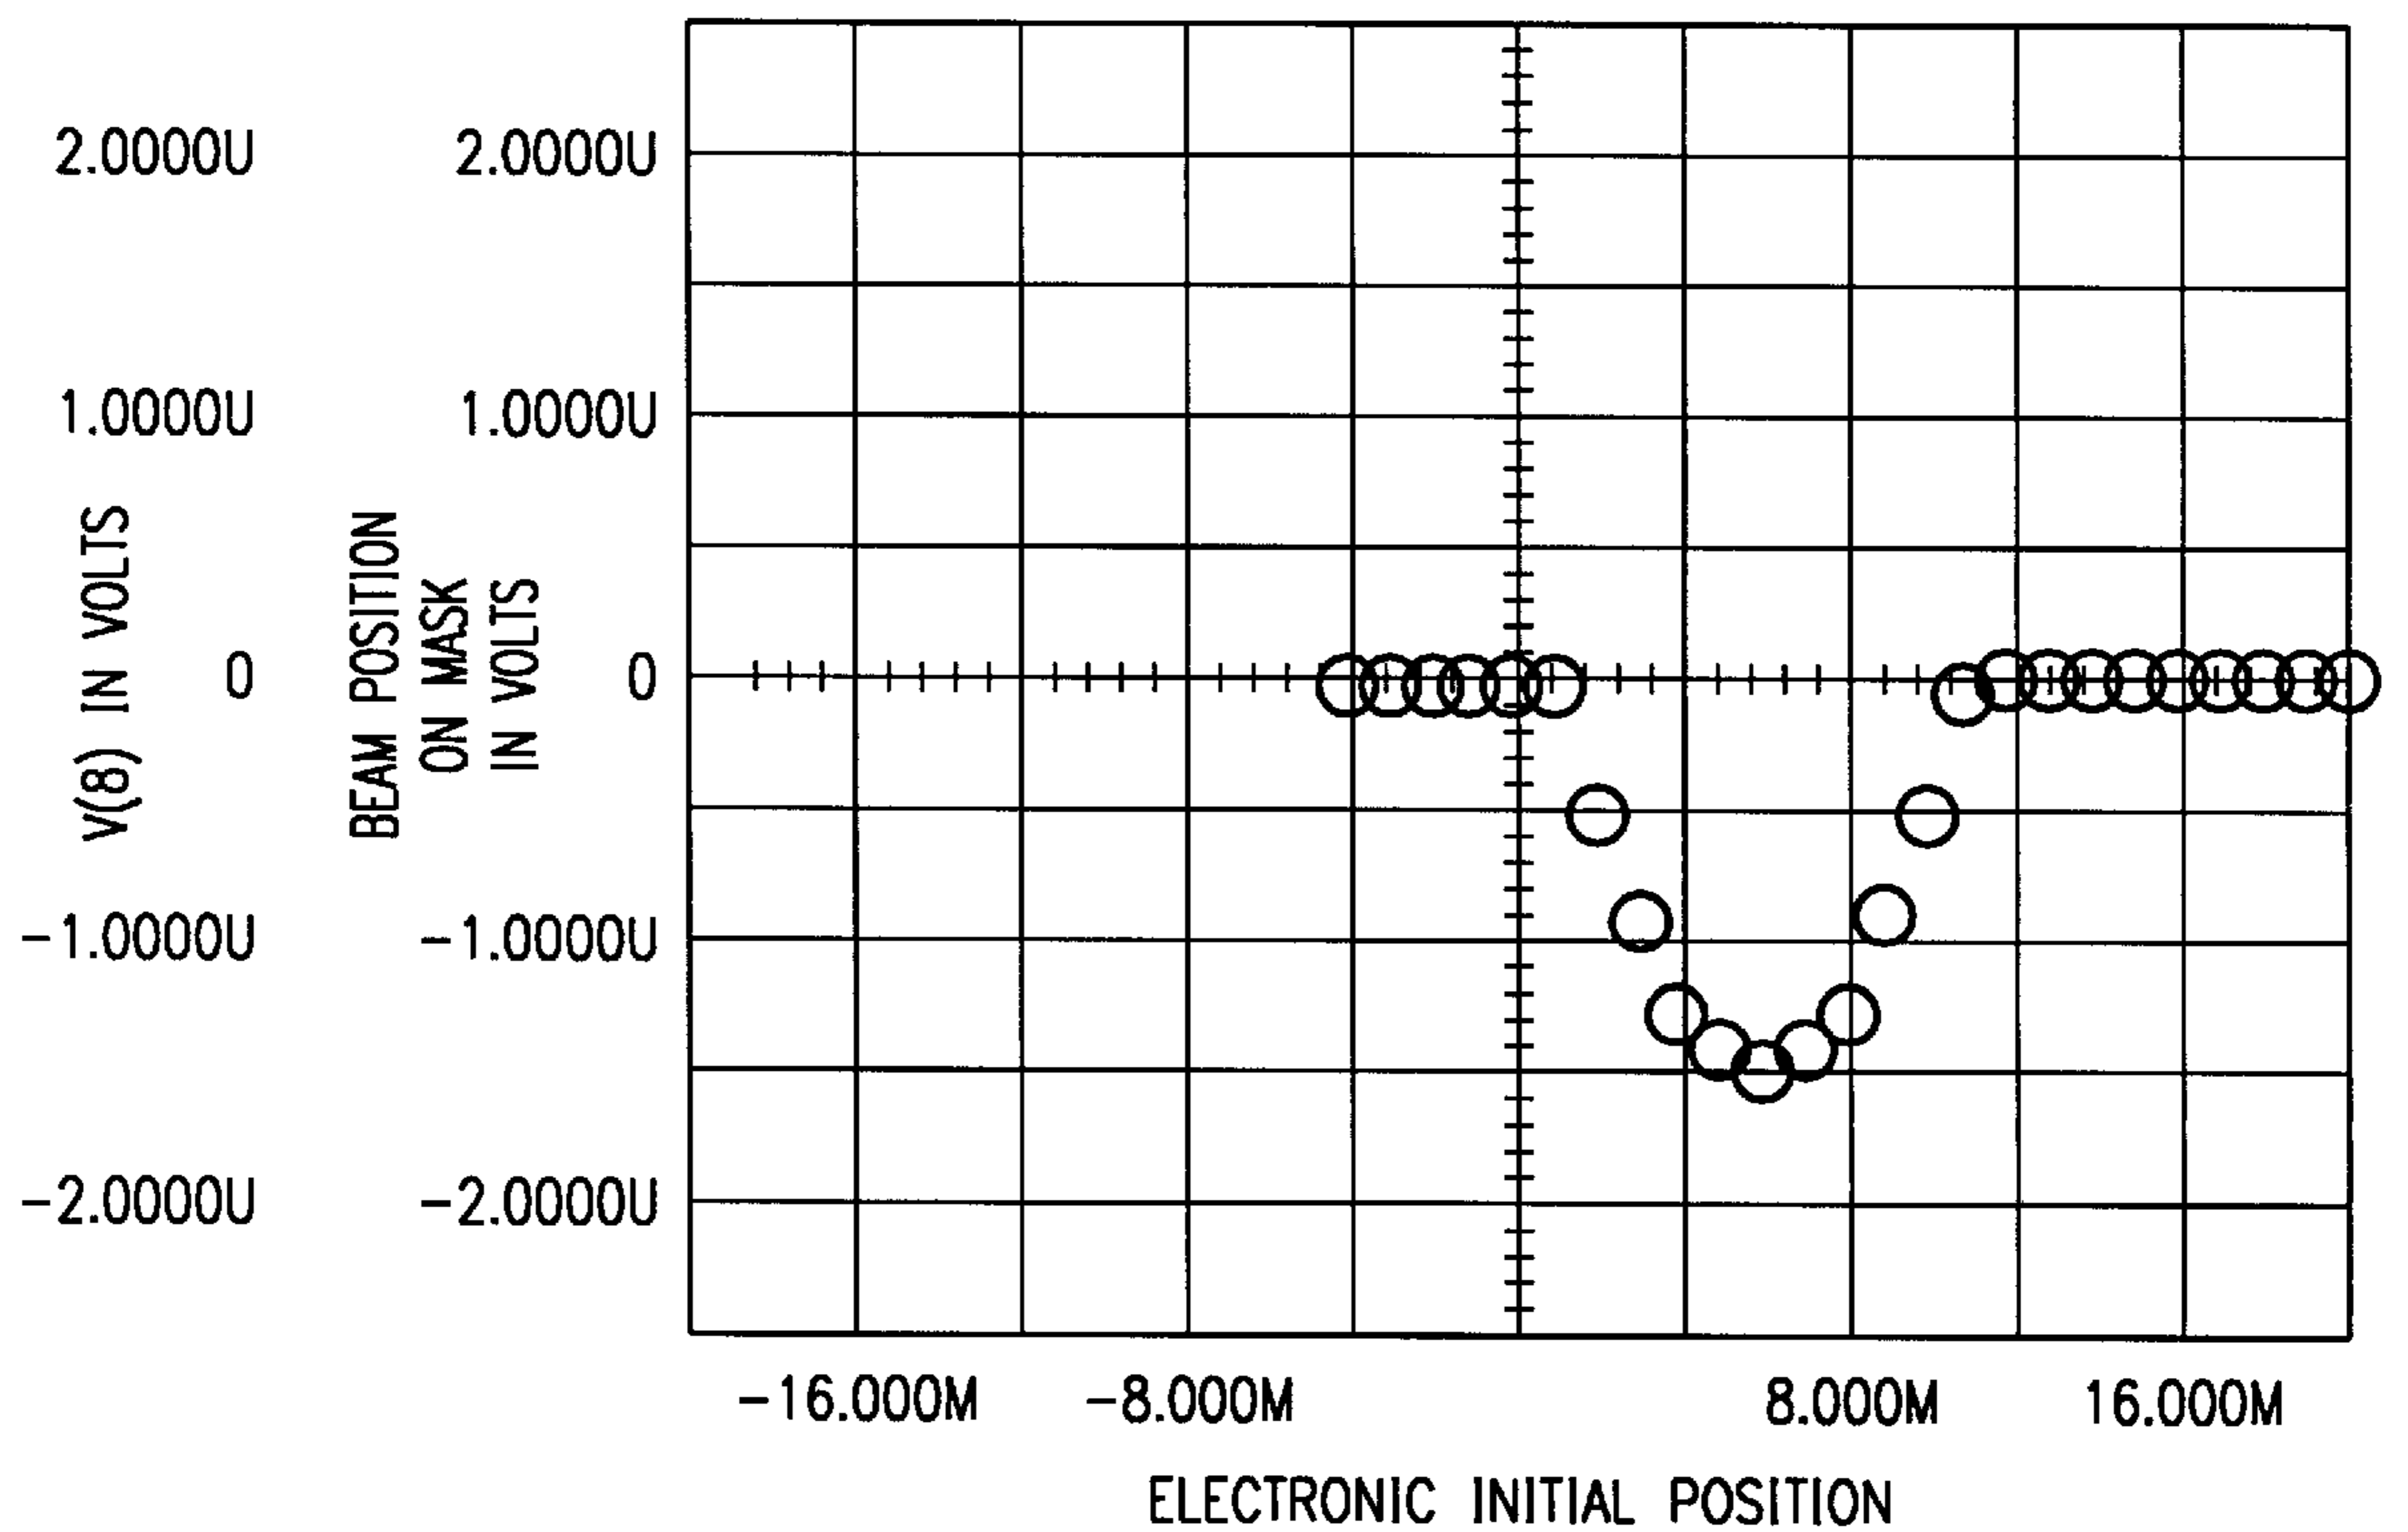 2.0000U 2.0000U
1.0000U 1.0000U
V(8) IN VOLTS
BEAM POSITION
ON MASK
IN VOLTS
0 0
-1.0000U -1.0000U
-2.0000U -2.0000U
-16.000M -8.000M 8.000M 16.000M
ELECTRONIC INITIAL POSITION